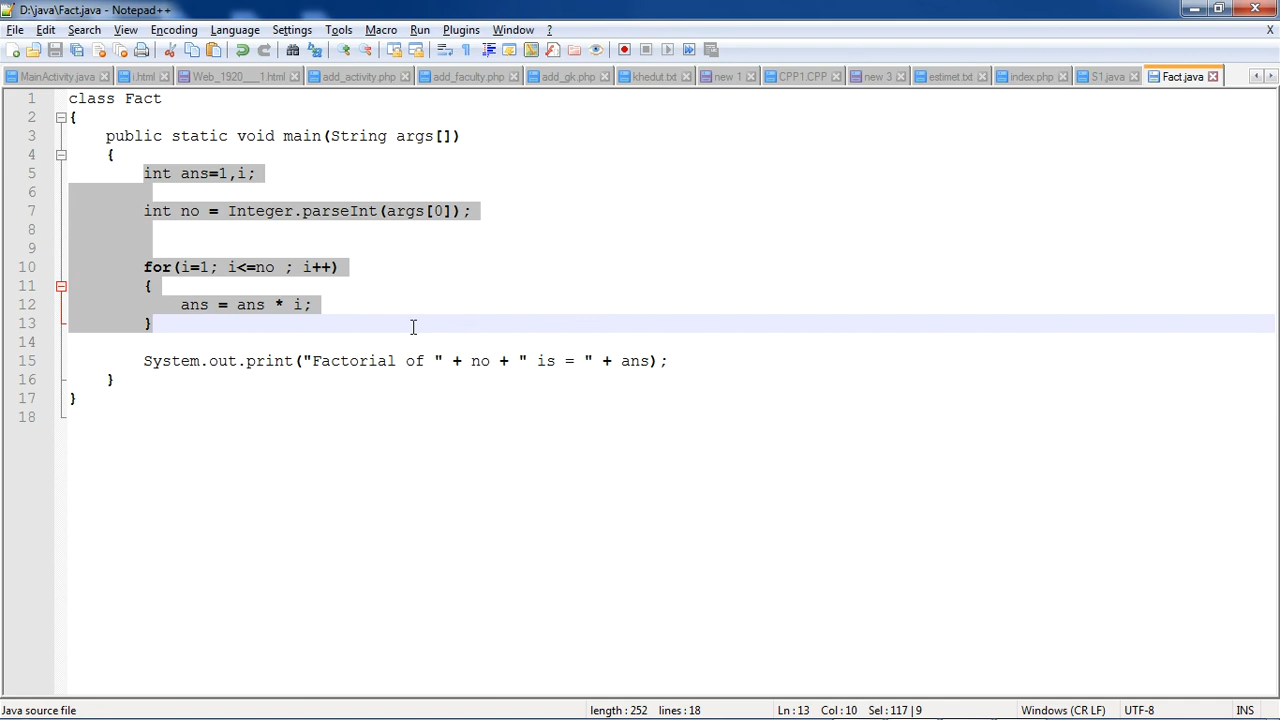 D:\java\Fact.java - Notepad++
File Edit Search View Encoding Language Settings Tools Macro Run Plugins Window ? X
MainActivity.java i.html Web_1920___1.html add_activity.php add_faculty.php add_gk.php khedut.txt new 1 CPP1.CPP new 3 estimet.txt index.php S1.java Fact.java
1 class Fact
2 {
3 public static void main(String args[])
4 {
5 int ans=1,i;
6
7 int no = Integer.parseInt(args[0]);
8
9
10 for(i=1; i<=no ; i++)
11 {
12 ans = ans * i;
13 }
14
15 System.out.print("Factorial of " + no + " is = " + ans);
16 }
17 }
18
Java source file length : 252 lines : 18 Ln : 13 Col : 10 Sel : 117 | 9 Windows (CR LF) UTF-8 INS